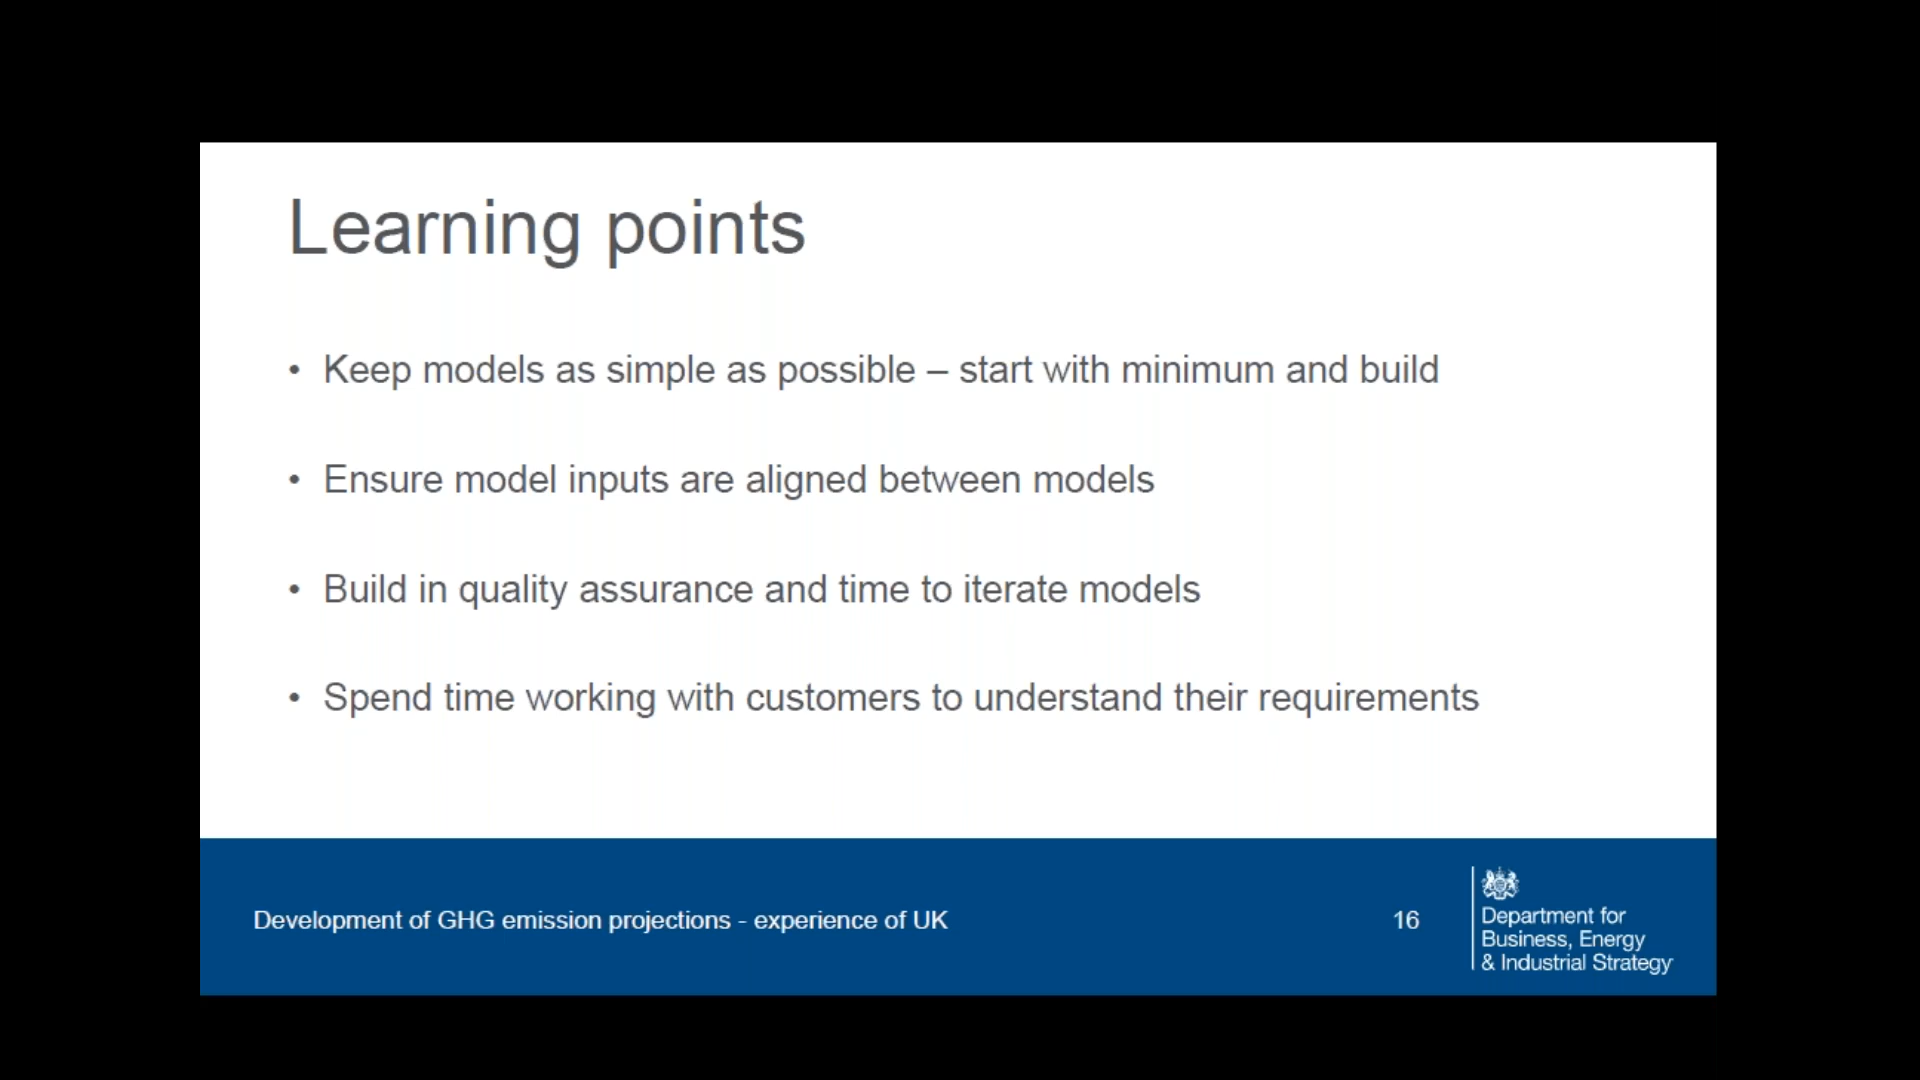 Learning points
• Keep models as simple as possible – start with minimum and build
• Ensure model inputs are aligned between models
• Build in quality assurance and time to iterate models
• Spend time working with customers to understand their requirements
Development of GHG emission projections - experience of UK
16
Department for
Business, Energy
& Industrial Strategy